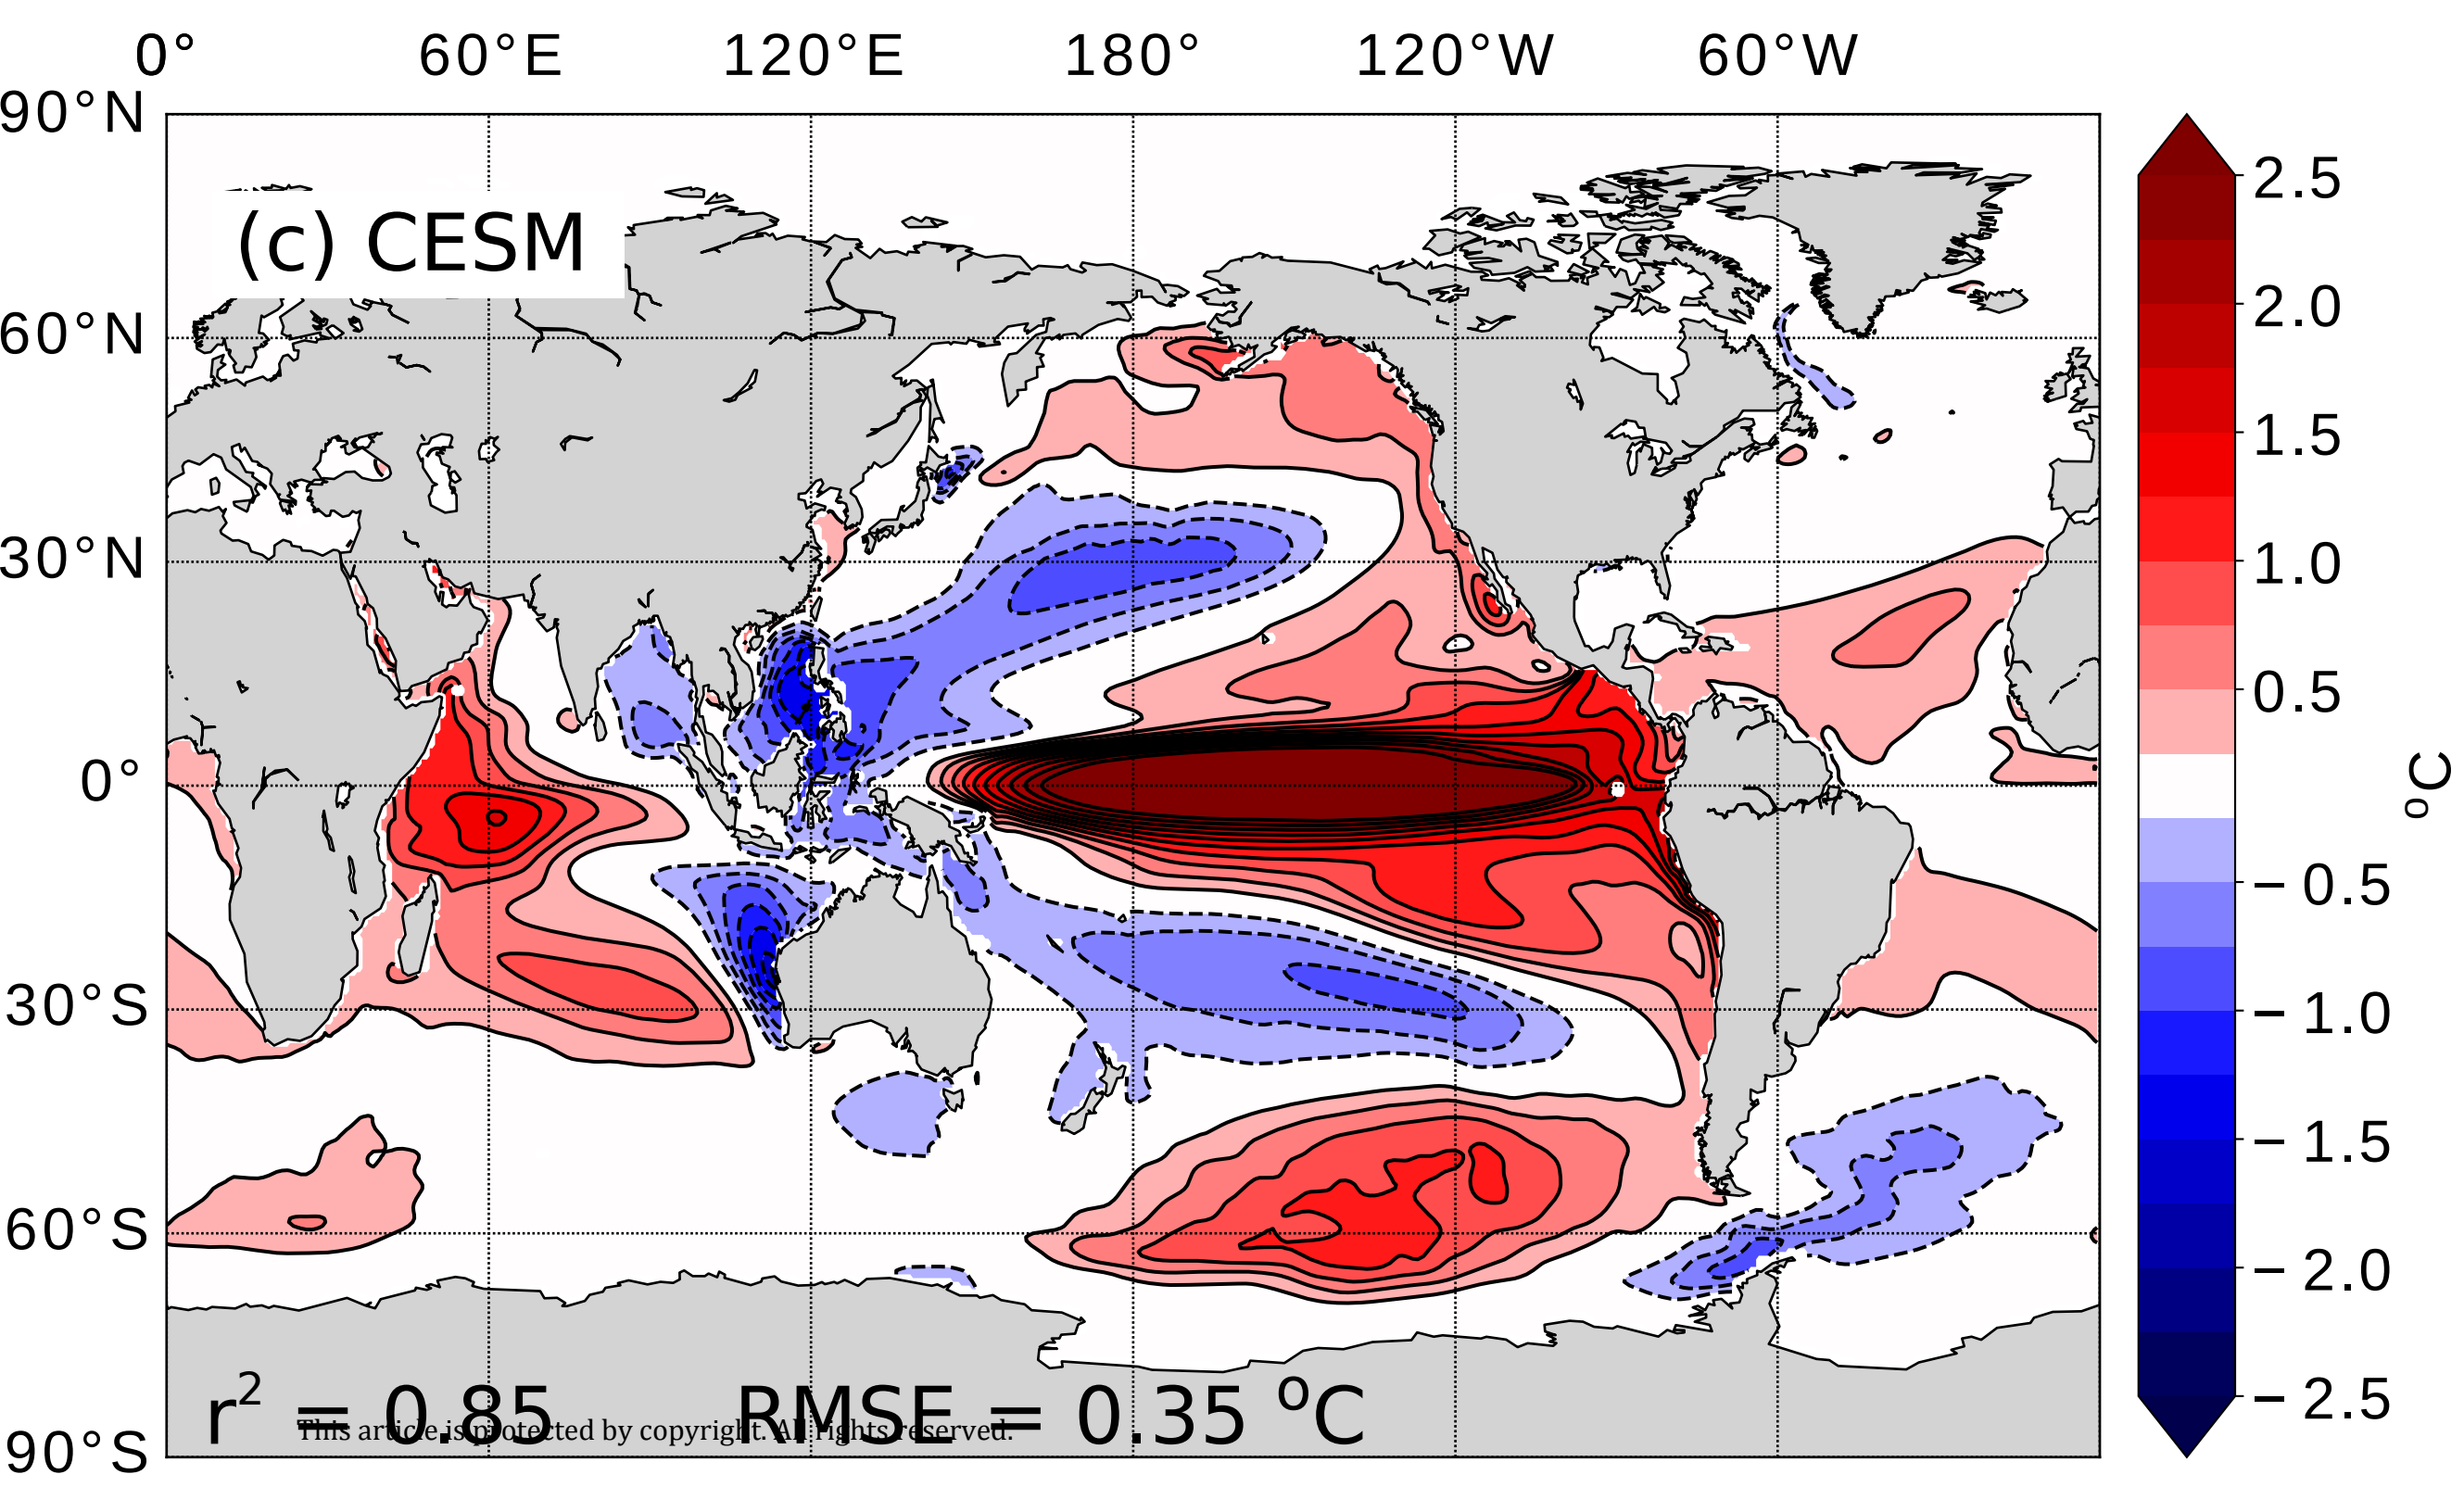 0° 60°E 120°E 180° 120°W 60°W
90°N
60°N
30°N
0°
30°S
60°S
90°S
(c) CESM
r² = 0.85 RMSE = 0.35 °C
This article is protected by copyright. All rights reserved.
2.5
2.0
1.5
1.0
0.5
−0.5
−1.0
−1.5
−2.0
−2.5
°C